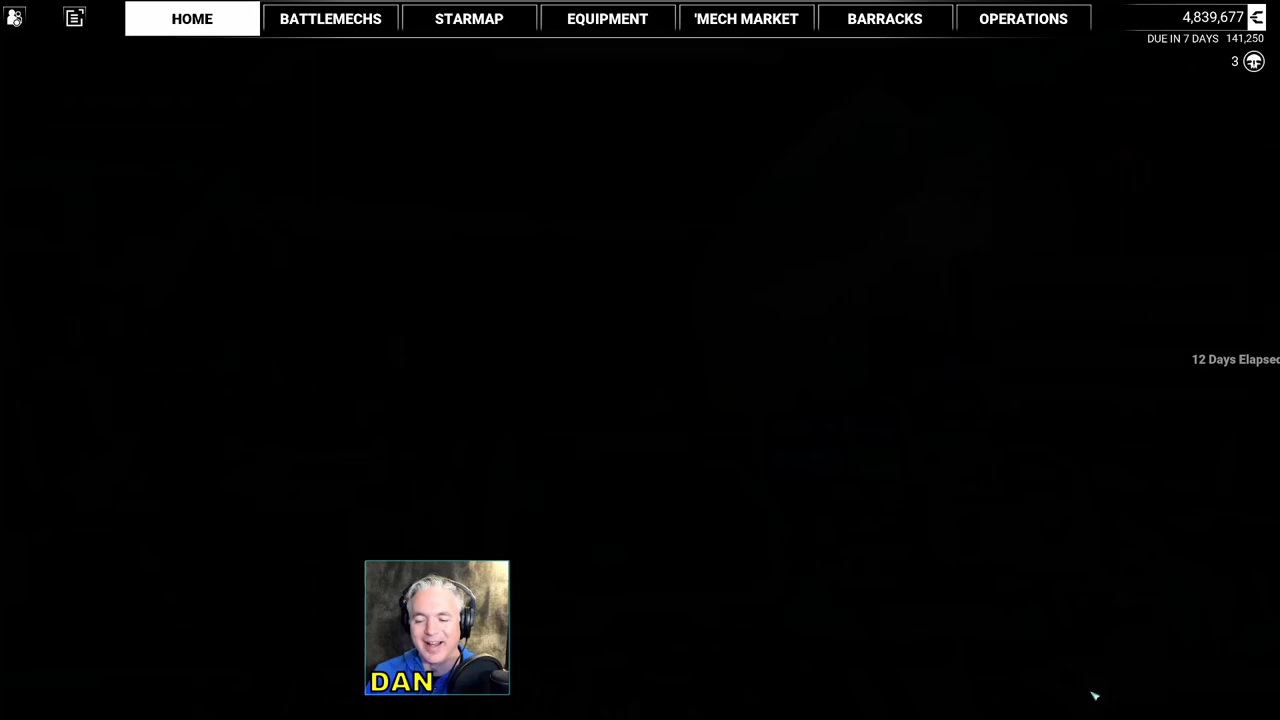 HOME
BATTLEMECHS
STARMAP
EQUIPMENT
'MECH MARKET
BARRACKS
OPERATIONS
4,839,677
DUE IN 7 DAYS 141,250
3
12 Days Elapsed
DAN